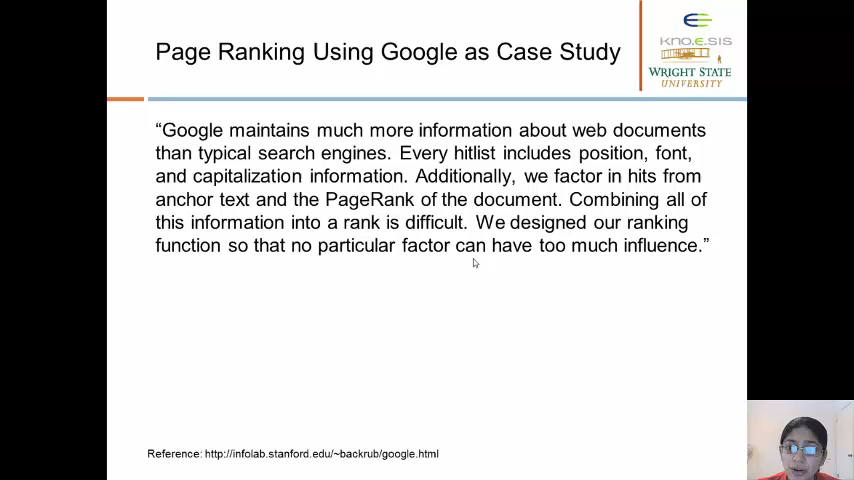 Page Ranking Using Google as Case Study
KNO.E.SIS
WRIGHT STATE
UNIVERSITY
“Google maintains much more information about web documents
than typical search engines. Every hitlist includes position, font,
and capitalization information. Additionally, we factor in hits from
anchor text and the PageRank of the document. Combining all of
this information into a rank is difficult. We designed our ranking
function so that no particular factor can have too much influence.”
Reference: http://infolab.stanford.edu/~backrub/google.html